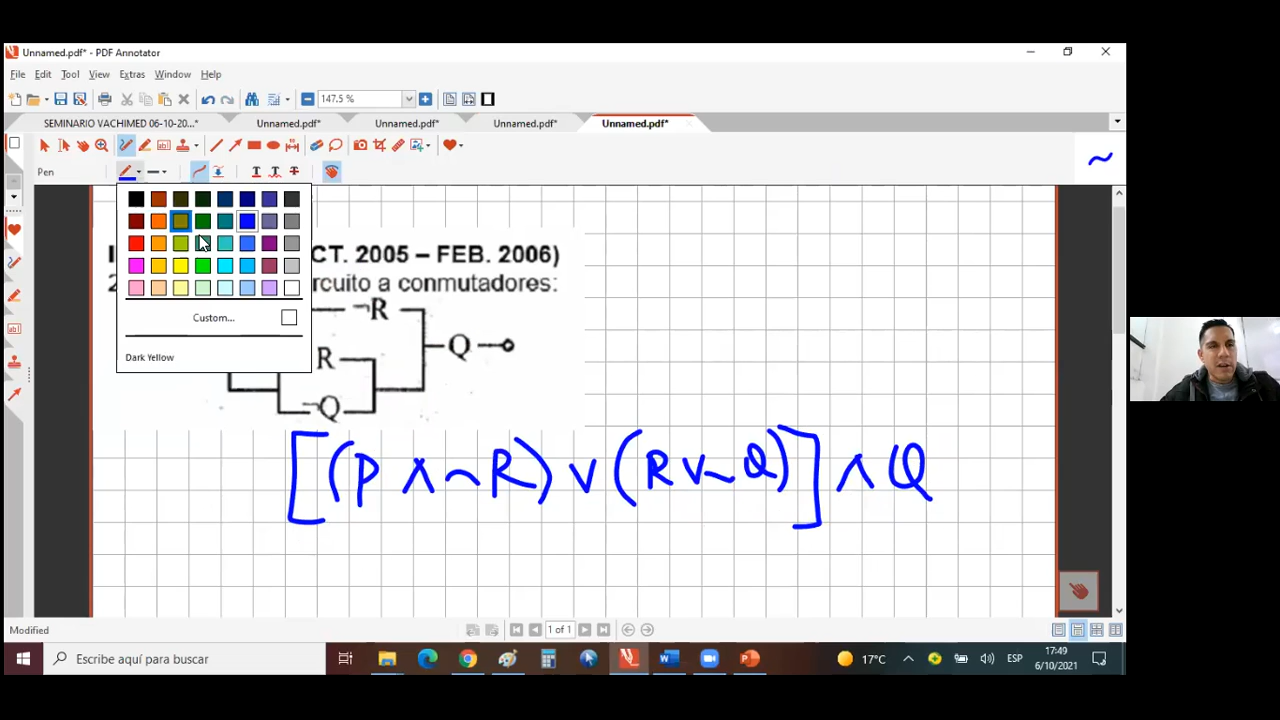 Unnamed.pdf* - PDF Annotator
File Edit Tool View Extras Window Help
147.5 %
SEMINARIO VACHIMED 06-10-20...* Unnamed.pdf* Unnamed.pdf* Unnamed.pdf* Unnamed.pdf*
Pen
~
CT. 2005 – FEB. 2006)
rcuito a conmutadores:
¬R
R
Q
¬Q
Custom...
Dark Yellow
[(P ∧ ~R) ∨ (R ∨ ~Q)] ∧ Q
1 of 1
Modified
Escribe aquí para buscar
17°C
ESP
17:49
6/10/2021